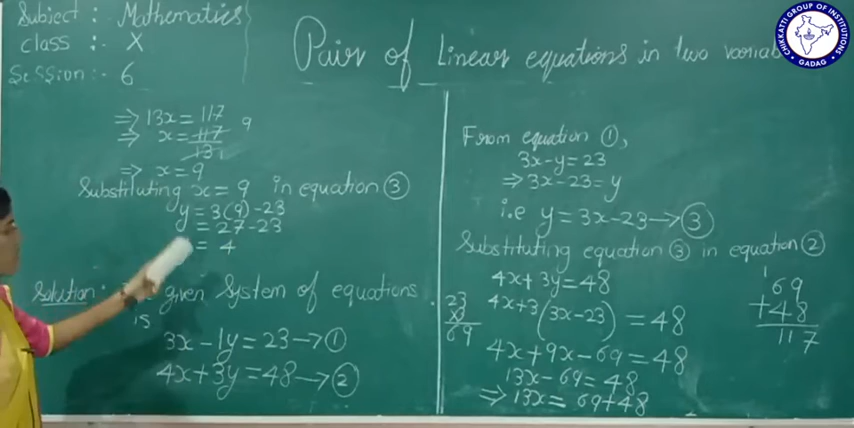 Subject :. Mathematics
Class :. X
Session :- 6
Pair of Linear equations in two variab
CHIKKATTI GROUP OF INSTITUTIONS
GADAG
⇒ 13x = 117
⇒ x = 117/13 9
⇒ x = 9
Substituting x = 9 in equation ③
y = 3(9) - 23
y = 27 - 23
= 4
Solution: given System of equations
is
3x - 1y = 23 → ①
4x + 3y = 48 → ②
From equation ①,
3x - y = 23
⇒ 3x - 23 = y
i.e y = 3x - 23 → ③
Substituting equation ③ in equation ②
4x + 3y = 48
4x + 3(3x - 23) = 48
23
x3
69
4x + 9x - 69 = 48
13x - 69 = 48
⇒ 13x = 69 + 48
1
69
+48
117